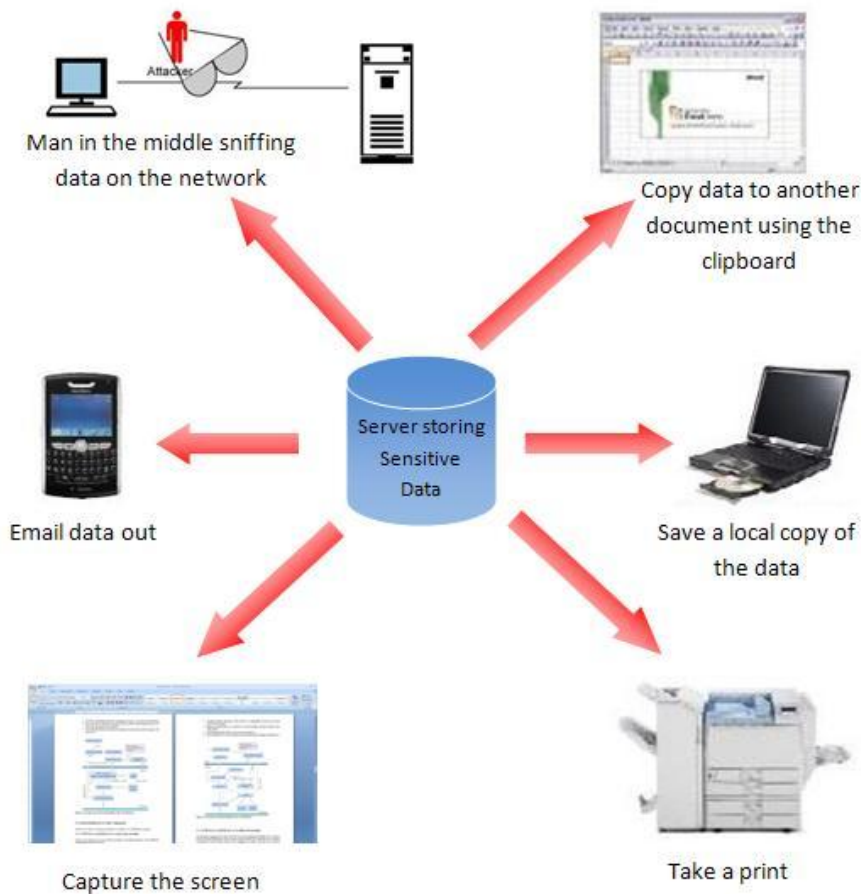 Attacker
Man in the middle sniffing
data on the network
Copy data to another
document using the
clipboard
Server storing
Sensitive
Data
Email data out
Save a local copy of
the data
Capture the screen
Take a print